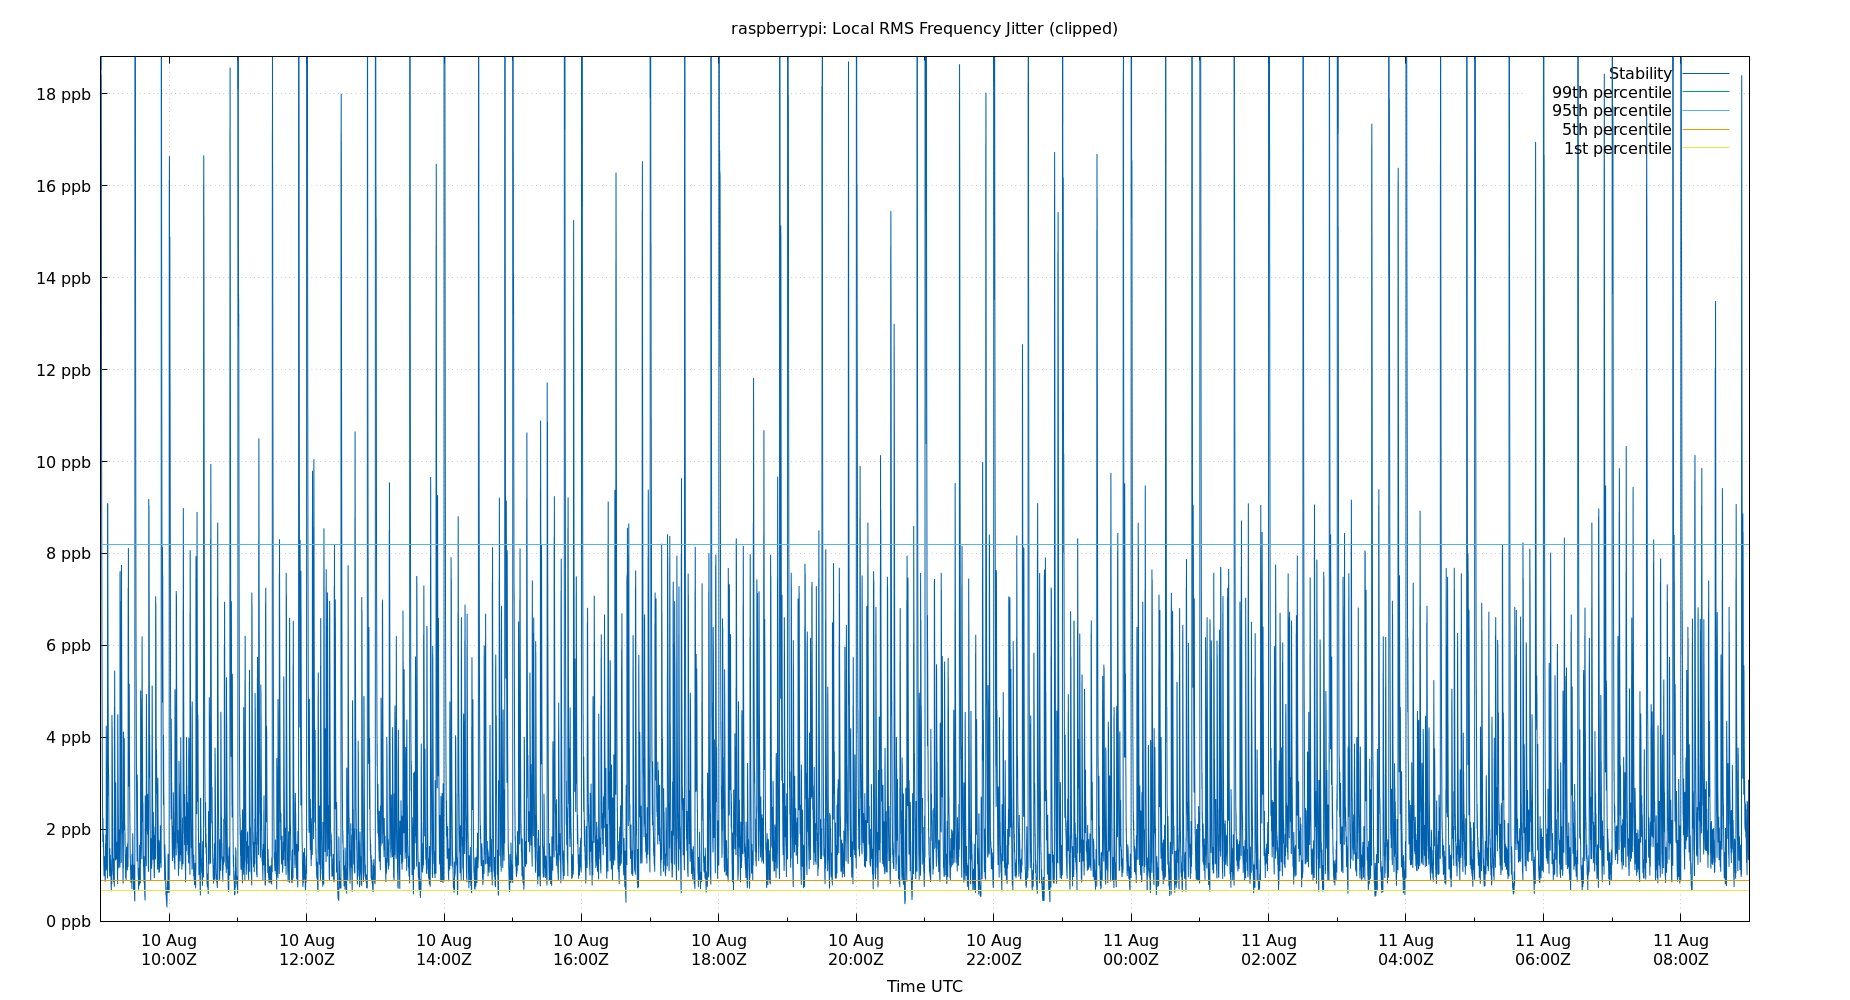 raspberrypi: Local RMS Frequency Jitter (clipped)
Stability
99th percentile
95th percentile
5th percentile
1st percentile
18 ppb
16 ppb
14 ppb
12 ppb
10 ppb
8 ppb
6 ppb
4 ppb
2 ppb
0 ppb
10 Aug 10 Aug 10 Aug 10 Aug 10 Aug 10 Aug 10 Aug 11 Aug 11 Aug 11 Aug 11 Aug 11 Aug
10:00Z 12:00Z 14:00Z 16:00Z 18:00Z 20:00Z 22:00Z 00:00Z 02:00Z 04:00Z 06:00Z 08:00Z
Time UTC